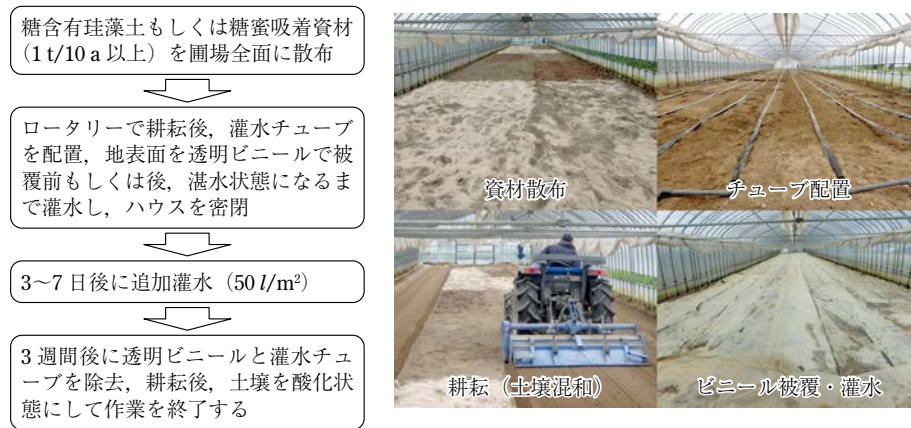 糖含有珪藻土もしくは糖蜜吸着資材
(1 t/10 a 以上) を圃場全面に散布
ロータリーで耕耘後，灌水チューブ
を配置，地表面を透明ビニールで被
覆前もしくは後，湛水状態になるま
で灌水し，ハウスを密閉
3〜7 日後に追加灌水 (50 l/m²)
3 週間後に透明ビニールと灌水チュ
ーブを除去，耕耘後，土壌を酸化状
態にして作業を終了する
資材散布
チューブ配置
耕耘 (土壌混和)
ビニール被覆・灌水